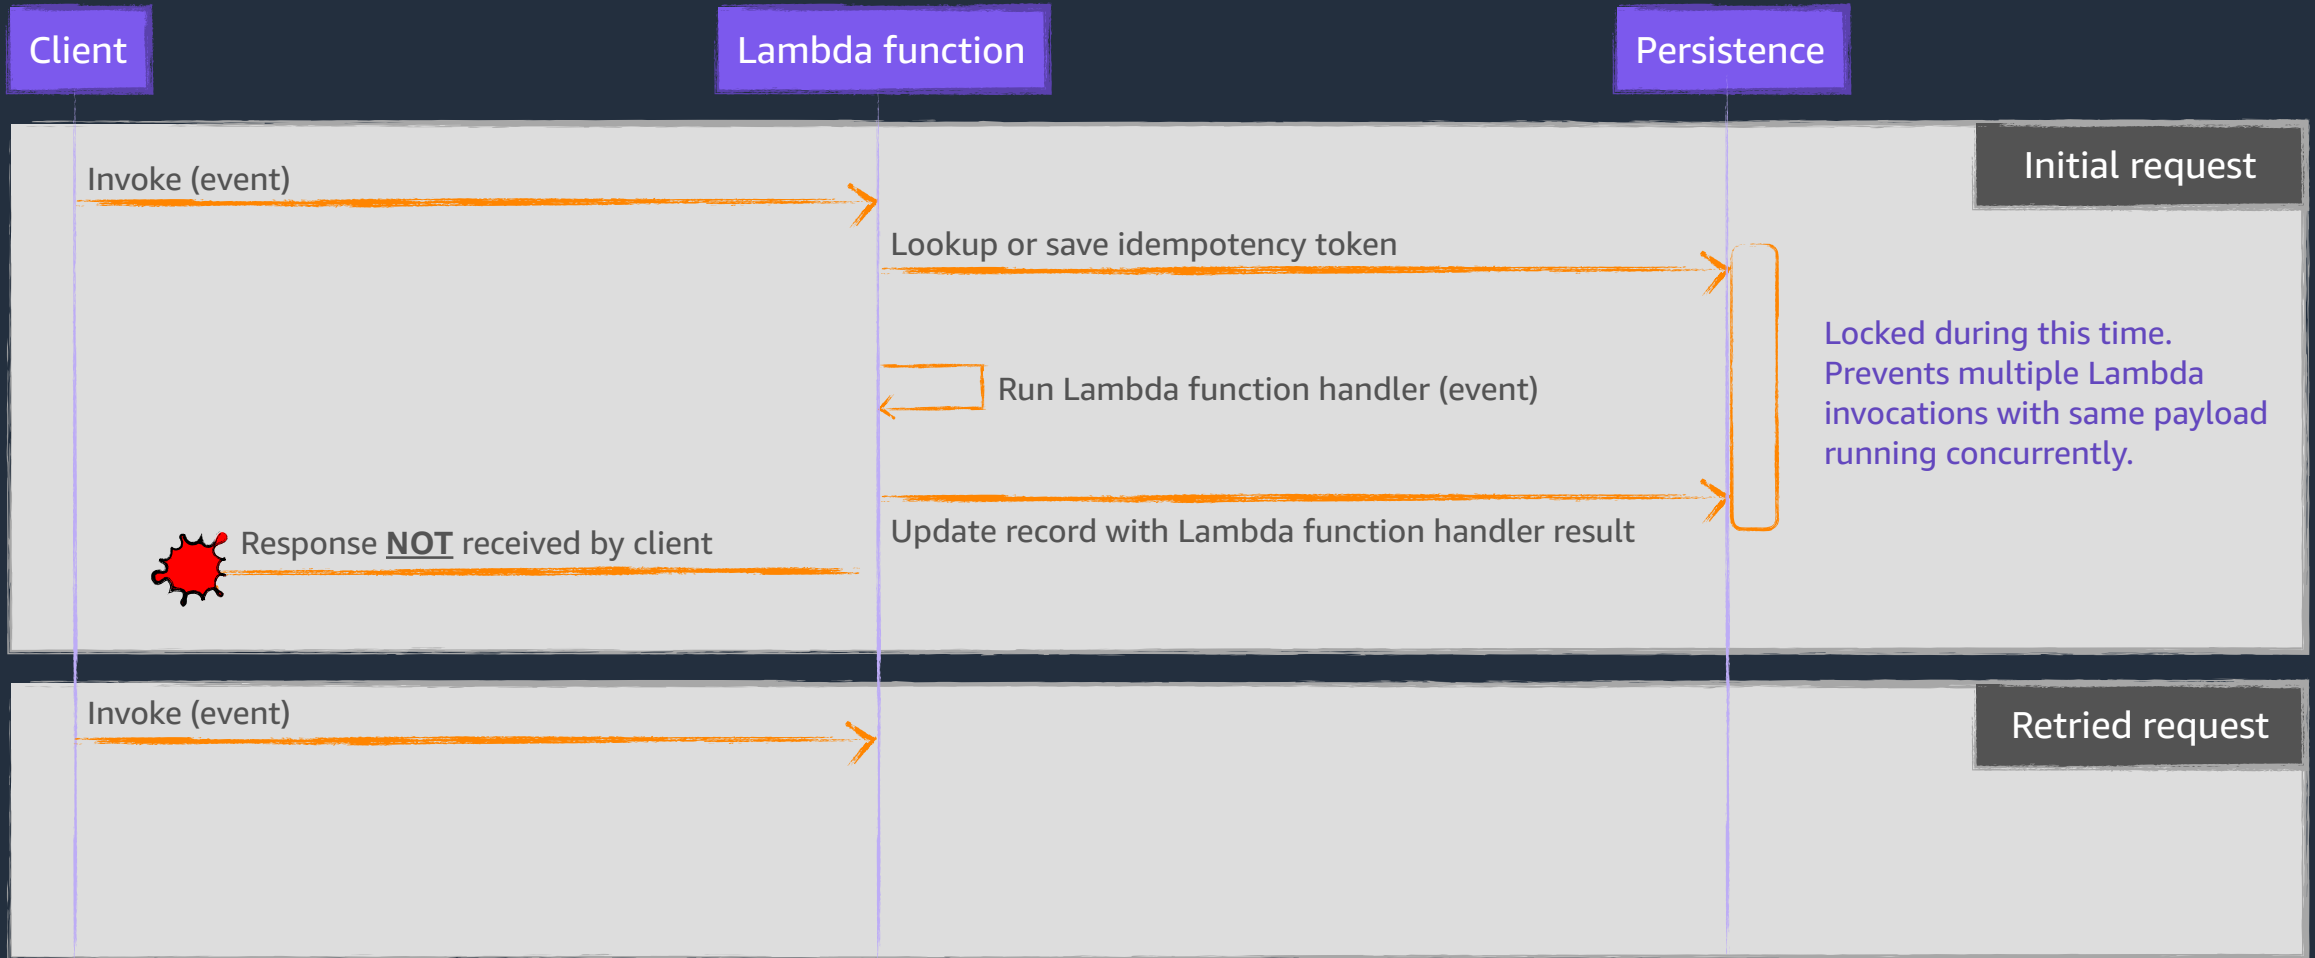 Client
Lambda function
Persistence
Initial request
Invoke (event)
Lookup or save idempotency token
Locked during this time.
Prevents multiple Lambda
invocations with same payload
running concurrently.
Run Lambda function handler (event)
Update record with Lambda function handler result
Response NOT received by client
Retried request
Invoke (event)